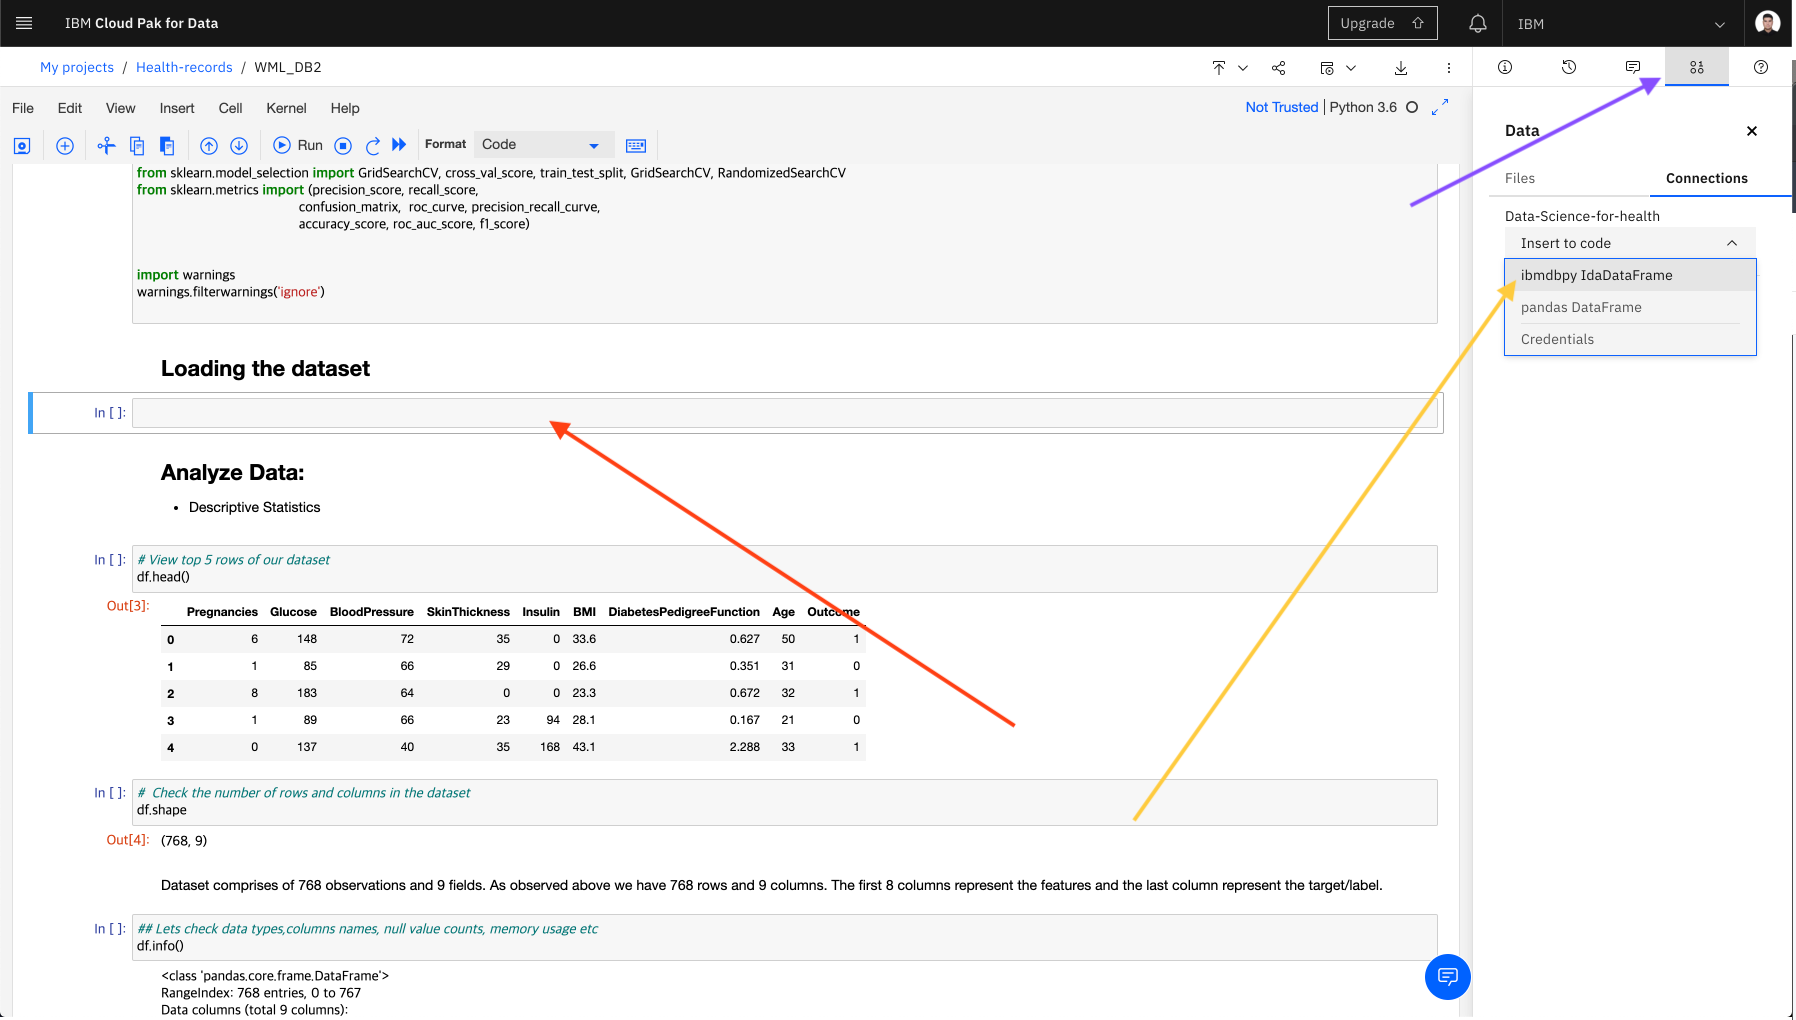 IBM Cloud Pak for Data
Upgrade
IBM
My projects / Health-records / WML_DB2
File Edit View Insert Cell Kernel Help
Not Trusted | Python 3.6
Run
Format
Code
from sklearn.model_selection import GridSearchCV, cross_val_score, train_test_split, GridSearchCV, RandomizedSearchCV
from sklearn.metrics import (precision_score, recall_score,
confusion_matrix, roc_curve, precision_recall_curve,
accuracy_score, roc_auc_score, f1_score)
import warnings
warnings.filterwarnings('ignore')
Loading the dataset
In [ ]:
Analyze Data:
• Descriptive Statistics
In [ ]:
# View top 5 rows of our dataset
df.head()
Out[3]:
Pregnancies Glucose BloodPressure SkinThickness Insulin BMI DiabetesPedigreeFunction Age Outcome
0 6 148 72 35 0 33.6 0.627 50 1
1 1 85 66 29 0 26.6 0.351 31 0
2 8 183 64 0 0 23.3 0.672 32 1
3 1 89 66 23 94 28.1 0.167 21 0
4 0 137 40 35 168 43.1 2.288 33 1
In [ ]:
# Check the number of rows and columns in the dataset
df.shape
Out[4]: (768, 9)
Dataset comprises of 768 observations and 9 fields. As observed above we have 768 rows and 9 columns. The first 8 columns represent the features and the last column represent the target/label.
In [ ]:
## Lets check data types,columns names, null value counts, memory usage etc
df.info()
<class 'pandas.core.frame.DataFrame'>
RangeIndex: 768 entries, 0 to 767
Data columns (total 9 columns):
Data
Files
Connections
Data-Science-for-health
Insert to code
ibmdbpy IdaDataFrame
pandas DataFrame
Credentials